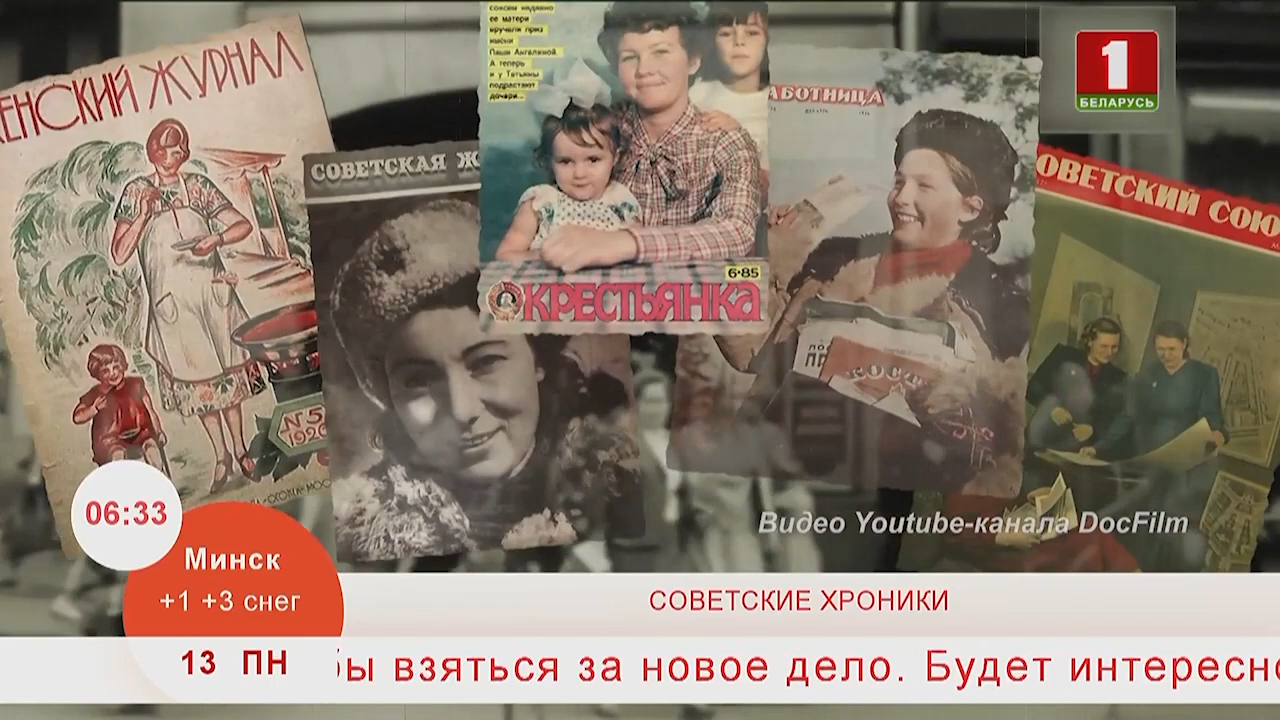 ЕНСКИЙ ЖУРНАЛ
№5
1926
СОВЕТСКАЯ Ж
совсем недавно
ее матери
вручали приз
имени
Паши Ангелиной.
А теперь
и у Татьяны
подрастают
дочери...
6·85
КРЕСТЬЯНКА
АБОТНИЦА
КОСТ
ОВЕТСКИЙ СОЮ
1
БЕЛАРУСЬ
Видео Youtube-канала DocFilm
06:33
Минск
+1 +3 снег
13 ПН
СОВЕТСКИЕ ХРОНИКИ
бы взяться за новое дело. Будет интересно